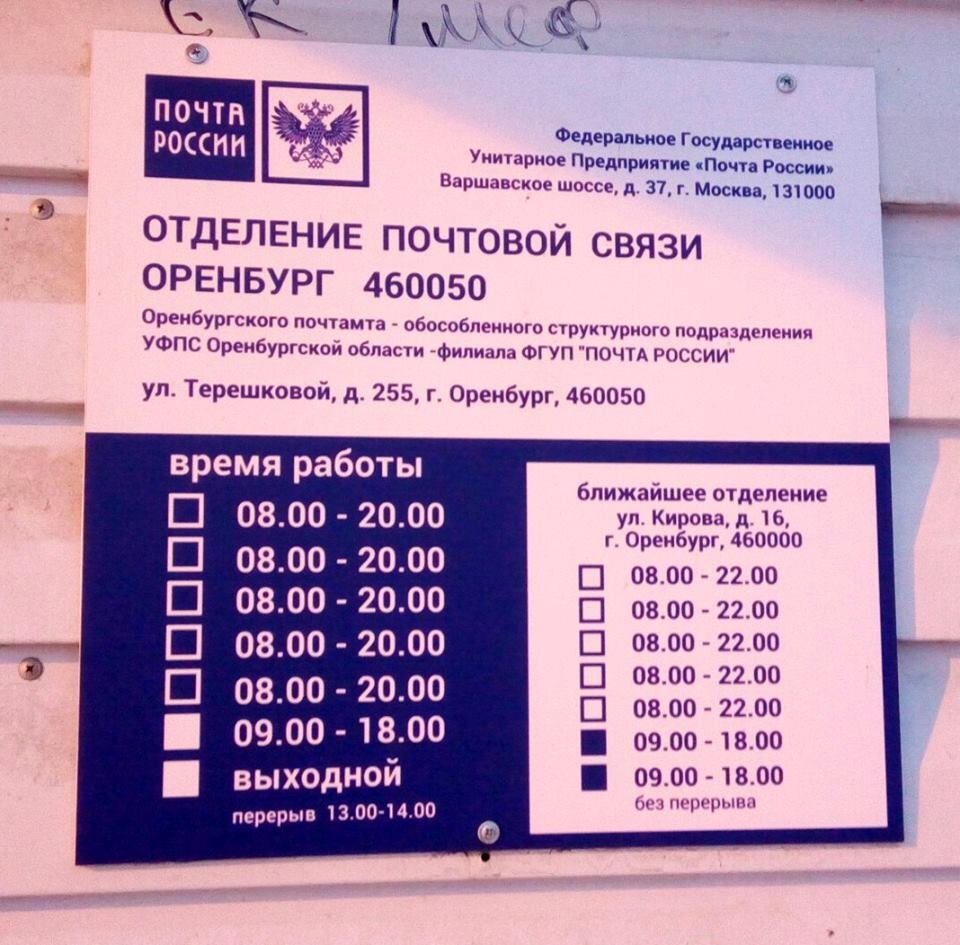 ПОЧТА
РОССИИ
Федеральное Государственное
Унитарное Предприятие «Почта России»
Варшавское шоссе, д. 37, г. Москва, 131000
ОТДЕЛЕНИЕ ПОЧТОВОЙ СВЯЗИ
ОРЕНБУРГ 460050
Оренбургского почтамта - обособленного структурного подразделения
УФПС Оренбургской области -филиала ФГУП "ПОЧТА РОССИИ"
ул. Терешковой, д. 255, г. Оренбург, 460050
время работы
08.00 - 20.00
08.00 - 20.00
08.00 - 20.00
08.00 - 20.00
08.00 - 20.00
09.00 - 18.00
выходной
перерыв 13.00-14.00
ближайшее отделение
ул. Кирова, д. 16,
г. Оренбург, 460000
08.00 - 22.00
08.00 - 22.00
08.00 - 22.00
08.00 - 22.00
08.00 - 22.00
09.00 - 18.00
09.00 - 18.00
без перерыва